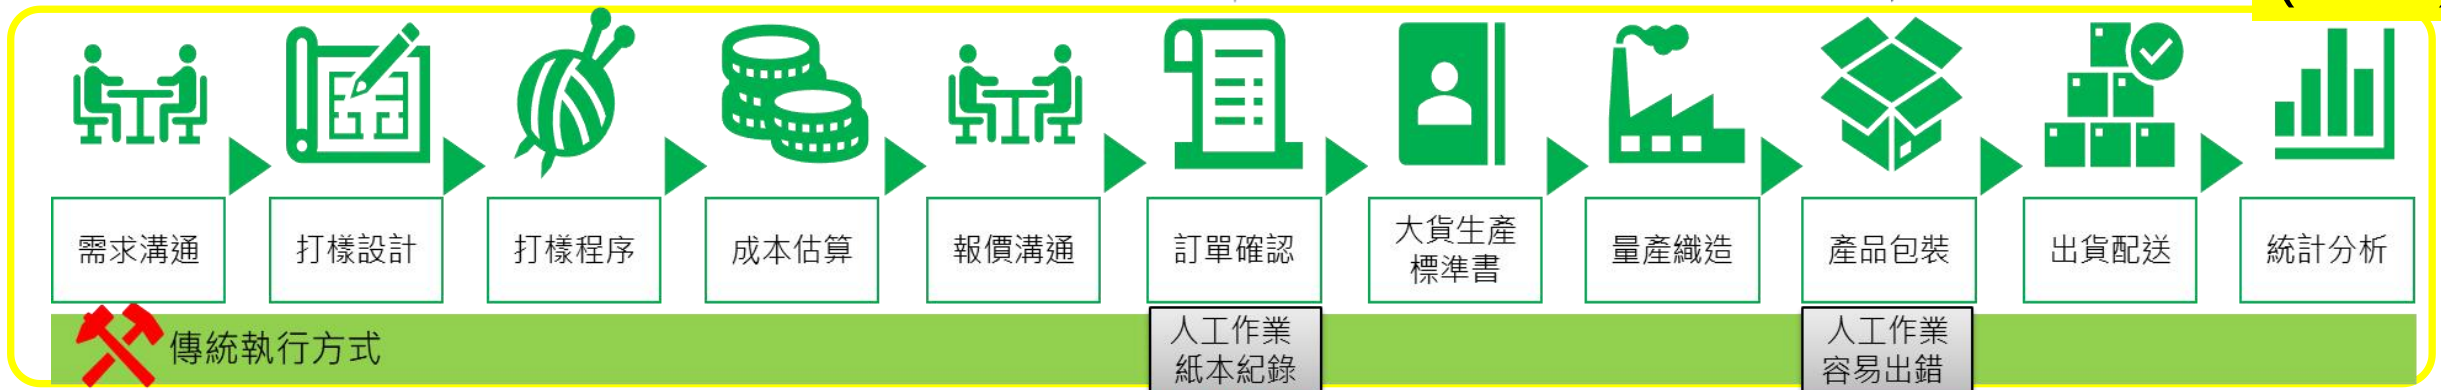 需求溝通
打樣設計
打樣程序
成本估算
報價溝通
訂單確認
大貨生產
標準書
量產織造
產品包裝
出貨配送
統計分析
傳統執行方式
人工作業
紙本紀錄
人工作業
容易出錯